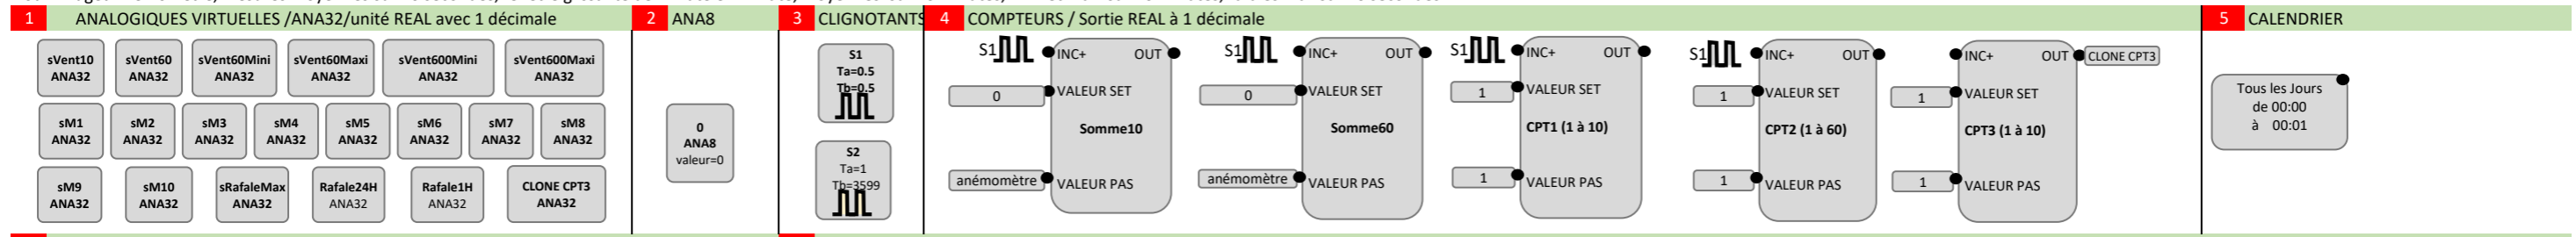 1 ANALOGIQUES VIRTUELLES /ANA32/unité REAL avec 1 décimale
sVent10
ANA32
sVent60
ANA32
sVent60Mini
ANA32
sVent60Maxi
ANA32
sVent600Mini
ANA32
sVent600Maxi
ANA32
sM1
ANA32
sM2
ANA32
sM3
ANA32
sM4
ANA32
sM5
ANA32
sM6
ANA32
sM7
ANA32
sM8
ANA32
sM9
ANA32
sM10
ANA32
sRafaleMax
ANA32
Rafale24H
ANA32
Rafale1H
ANA32
CLONE CPT3
ANA32
2 ANA8
0
ANA8
valeur=0
3 CLIGNOTANTS
S1
Ta=0.5
Tb=0.5
S2
Ta=1
Tb=3599
4 COMPTEURS / Sortie REAL à 1 décimale
S1
INC+ OUT
0 VALEUR SET
Somme10
anémomètre VALEUR PAS
S1
INC+ OUT
0 VALEUR SET
Somme60
anémomètre VALEUR PAS
S1
INC+ OUT
1 VALEUR SET
CPT1 (1 à 10)
1 VALEUR PAS
S1
INC+ OUT
1 VALEUR SET
CPT2 (1 à 60)
1 VALEUR PAS
INC+ OUT CLONE CPT3
1 VALEUR SET
CPT3 (1 à 10)
1 VALEUR PAS
5 CALENDRIER
Tous les Jours
de 00:00
à 00:01